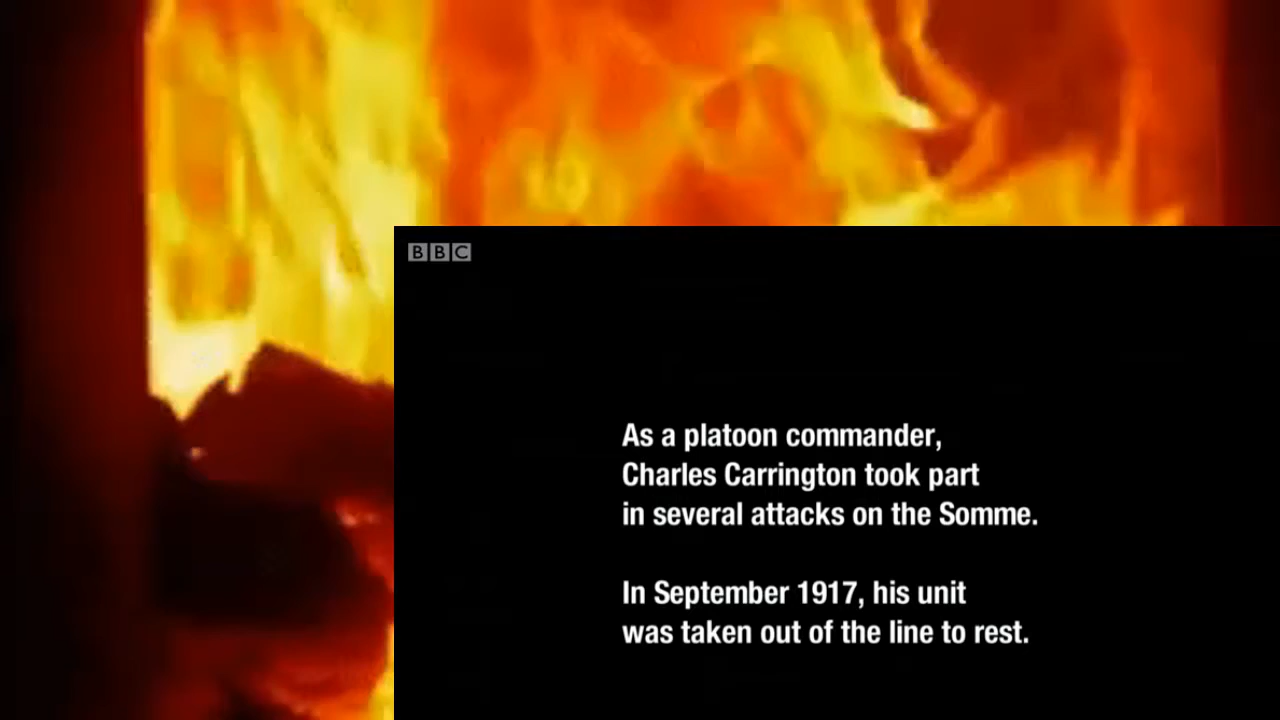 BBC
As a platoon commander,
Charles Carrington took part
in several attacks on the Somme.
In September 1917, his unit
was taken out of the line to rest.